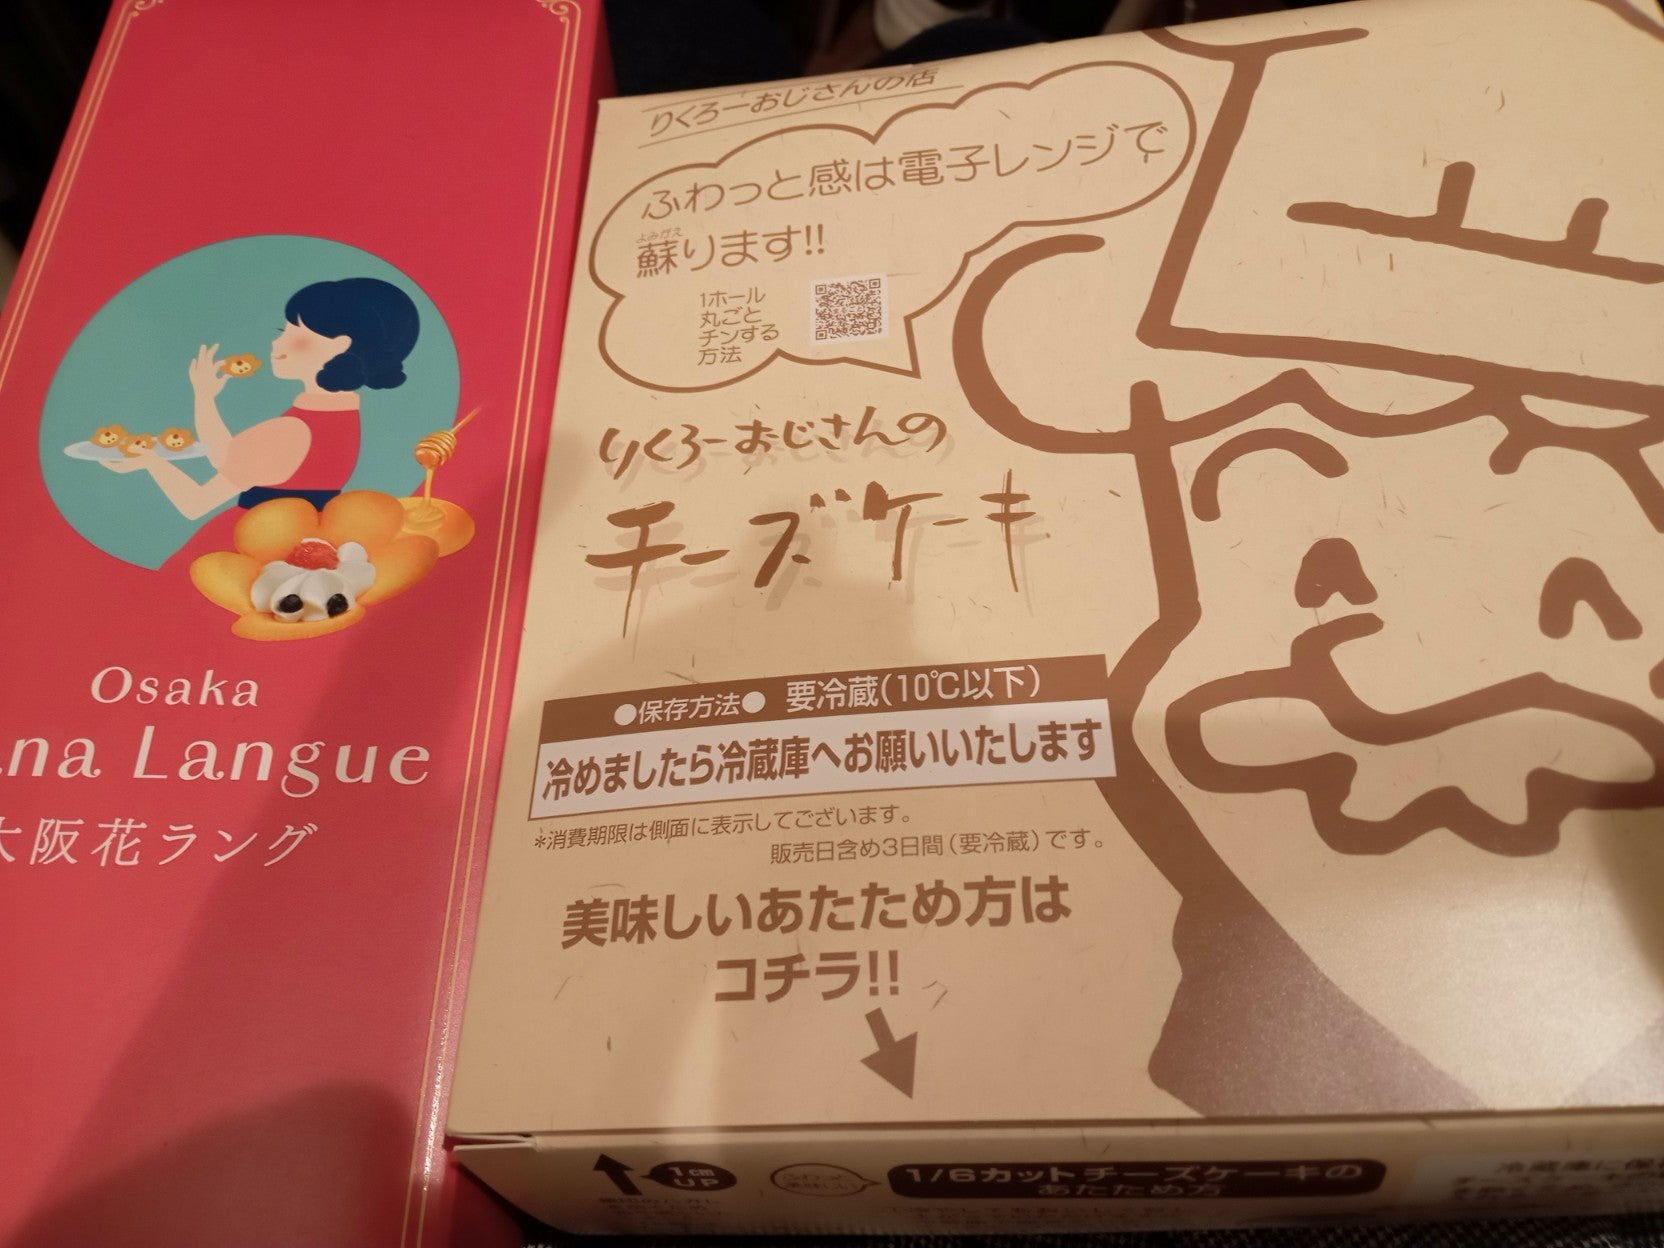 Osaka
na Langue
大阪花ラング
りくろーおじさんの店
ふわっと感は電子レンジで
よみがえ
蘇ります!!
1ホール
丸ごと
チンする
方法
りくろーおじさんの
チーズケーキ
●保存方法● 要冷蔵(10℃以下)
冷めましたら冷蔵庫へお願いいたします
*消費期限は側面に表示してございます。
販売日含め3日間(要冷蔵)です。
美味しいあたため方は
コチラ!!
1cm
UP
1/6カットチーズケーキの
あたため方
冷蔵庫に保